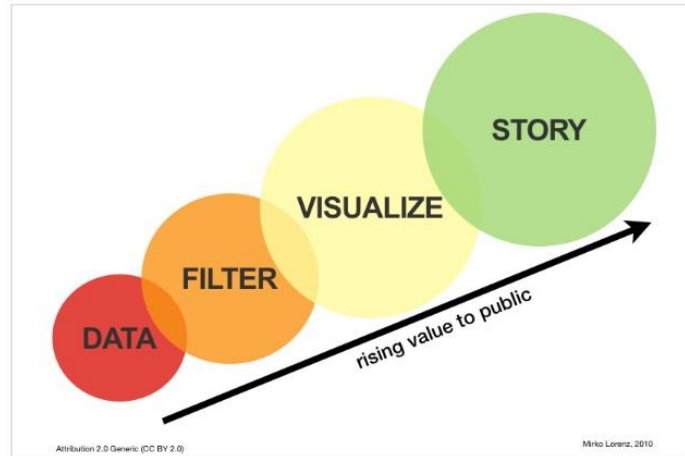 STORY
VISUALIZE
FILTER
DATA
rising value to public
Attribution 2.0 Generic (CC BY 2.0)
Mirko Lorenz, 2010